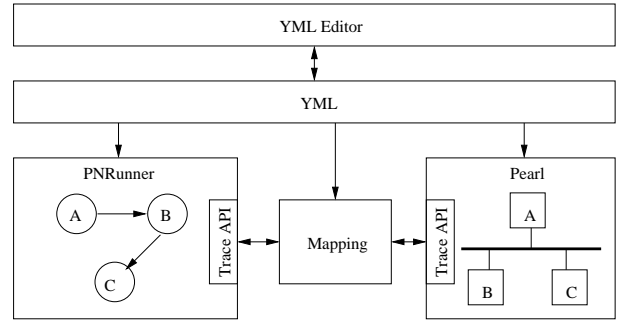 YML Editor
YML
PNRunner
A
B
C
Trace API
Mapping
Trace API
Pearl
A
B
C